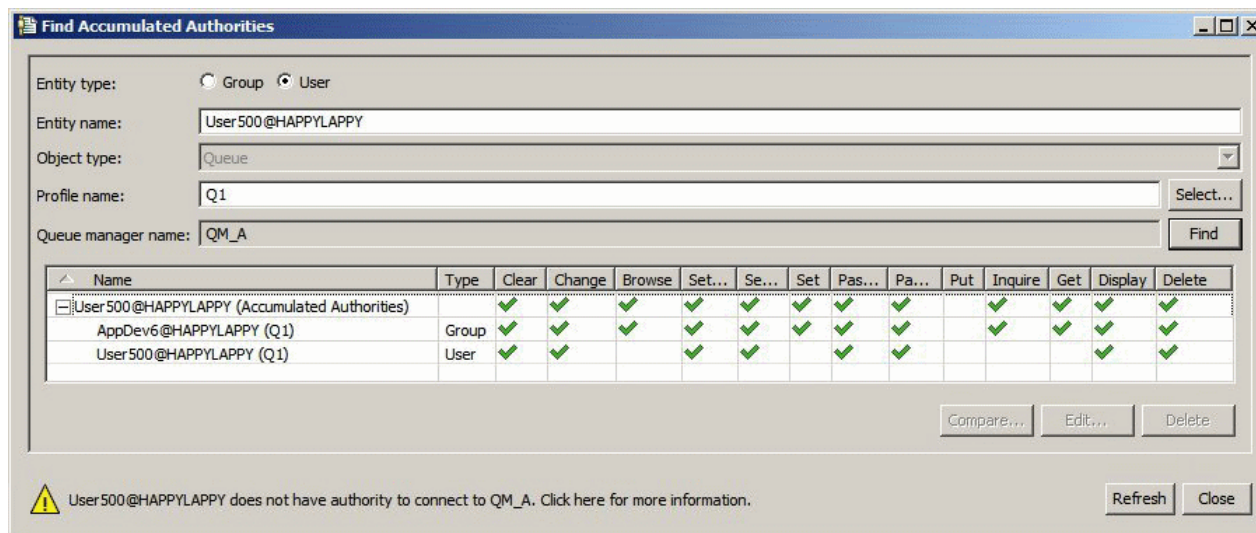 Find Accumulated Authorities
Entity type: Group User
Entity name: User500@HAPPYLAPPY
Object type: Queue
Profile name: Q1 Select...
Queue manager name: QM_A Find
Name Type Clear Change Browse Set... Se... Set Pas... Pa... Put Inquire Get Display Delete
User500@HAPPYLAPPY (Accumulated Authorities)
AppDev6@HAPPYLAPPY (Q1) Group
User500@HAPPYLAPPY (Q1) User
Compare... Edit... Delete
User500@HAPPYLAPPY does not have authority to connect to QM_A. Click here for more information. Refresh Close